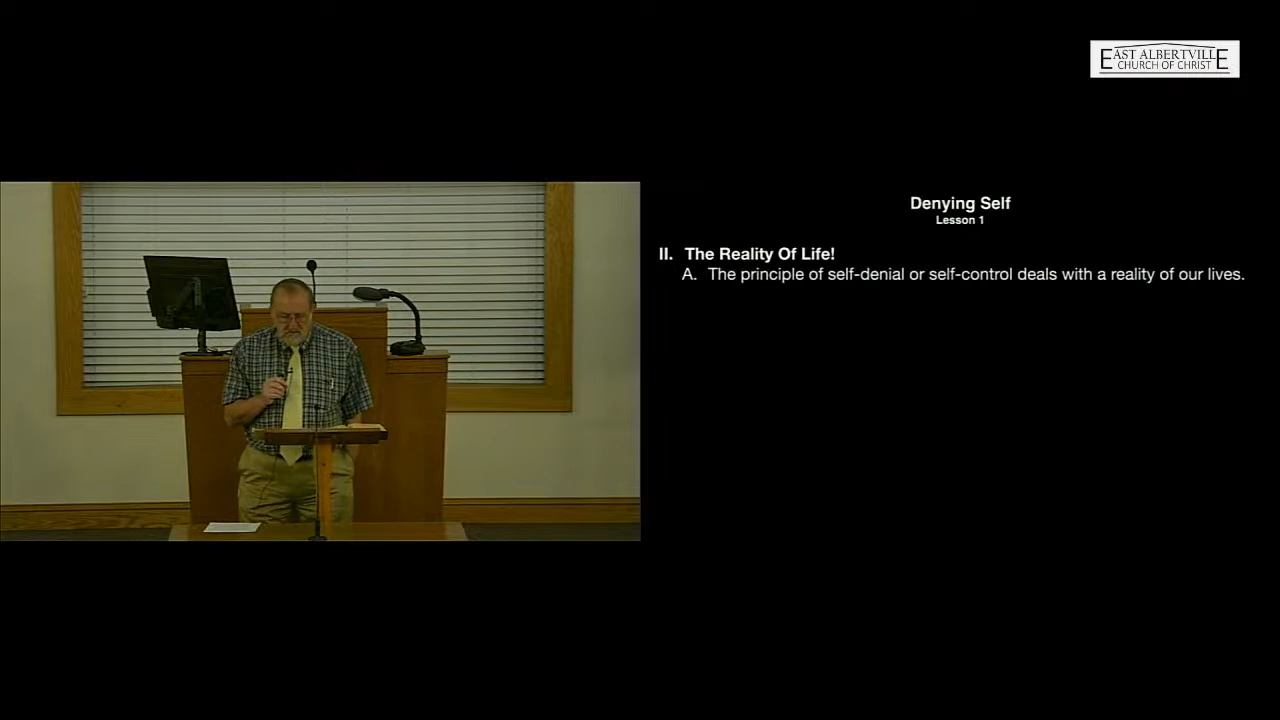 EAST ALBERTVILLE
CHURCH OF CHRIST
Denying Self
Lesson 1
II. The Reality Of Life!
A. The principle of self-denial or self-control deals with a reality of our lives.